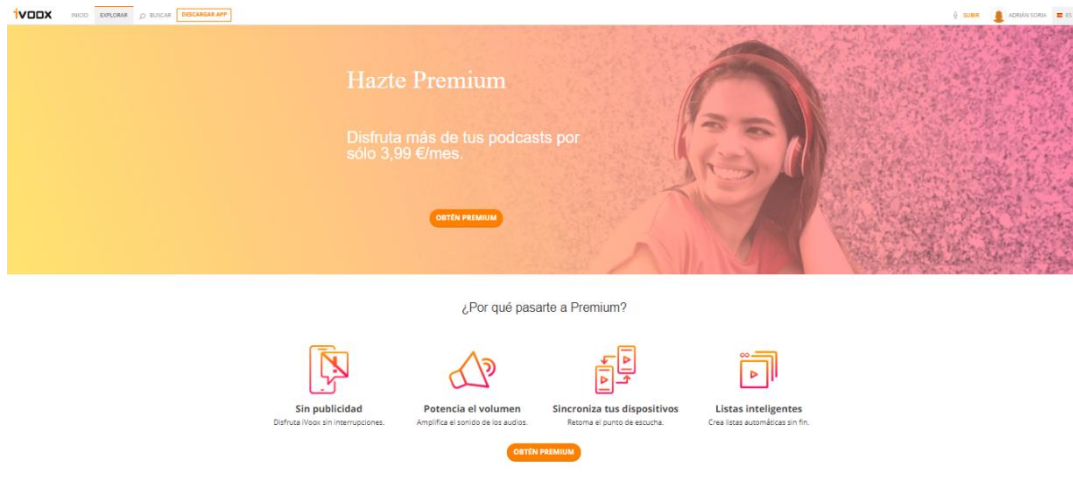 iVOOX
INICIO
EXPLORAR
BUSCAR
DESCARGAR APP
SUBIR
ADRIÁN SORIA
ES
Hazte Premium
Disfruta más de tus podcasts por
sólo 3,99 €/mes.
OBTÉN PREMIUM
¿Por qué pasarte a Premium?
Sin publicidad
Disfruta iVoox sin interrupciones.
Potencia el volumen
Amplifica el sonido de los audios.
Sincroniza tus dispositivos
Retoma el punto de escucha.
Listas inteligentes
Crea listas automáticas sin fin.
OBTÉN PREMIUM